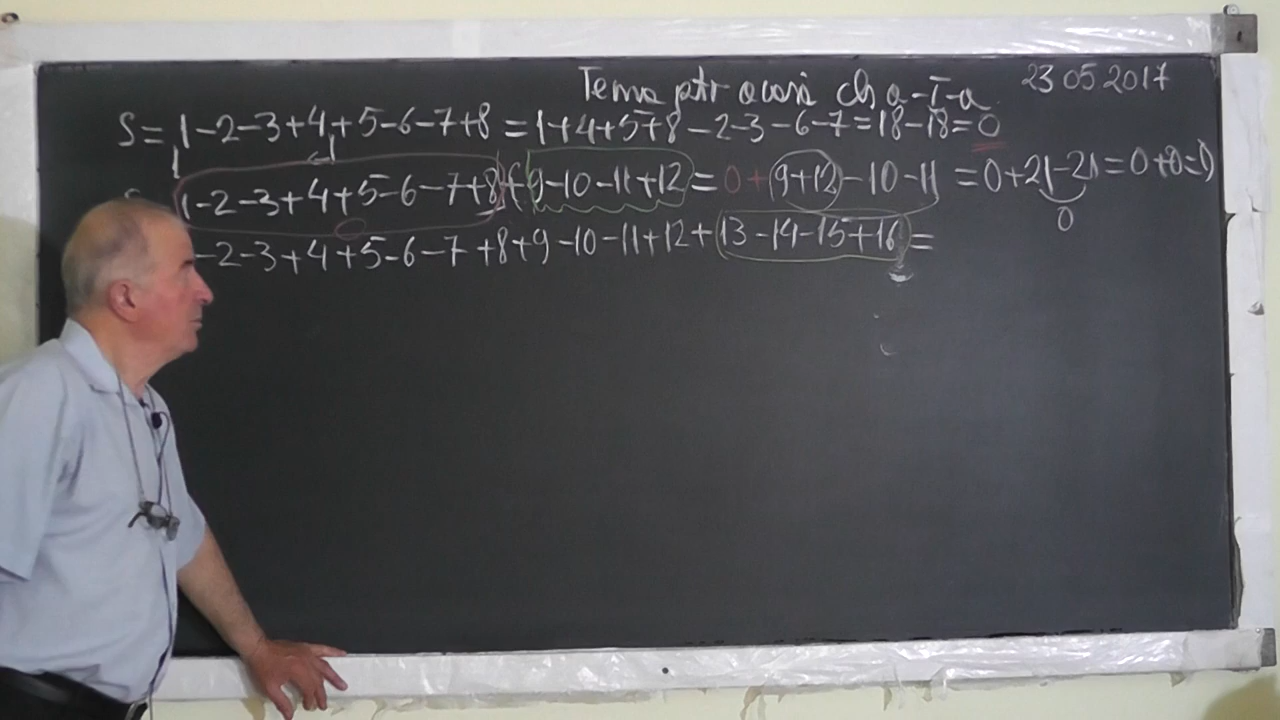 Tema ptr acasă cls a-V-a 23 05 2017
S= 1-2-3+4+5-6-7+8 = 1+4+5+8-2-3-6-7=18-18=0
1-2-3+4+5-6-7+8+(9-10-11+12= 0+(9+12)-10-11 =0+21-21=0+0=0
0
-2-3+4+5-6-7+8+9-10-11+12+(13-14-15+16)=